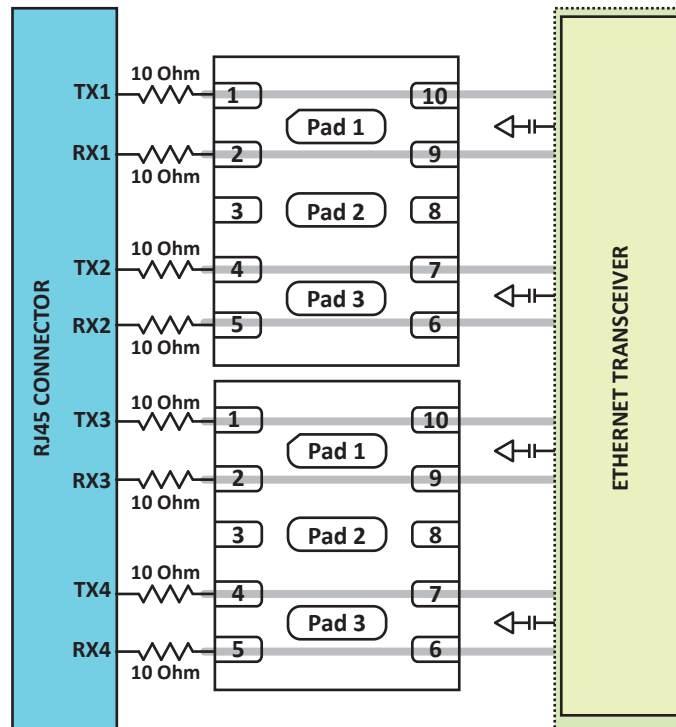 RJ45 CONNECTOR
TX1
10 Ohm
RX1
10 Ohm
TX2
10 Ohm
RX2
10 Ohm
1
10
Pad 1
2
9
3
Pad 2
8
4
7
Pad 3
5
6
TX3
10 Ohm
RX3
10 Ohm
TX4
10 Ohm
RX4
10 Ohm
1
10
Pad 1
2
9
3
Pad 2
8
4
7
Pad 3
5
6
ETHERNET TRANSCEIVER